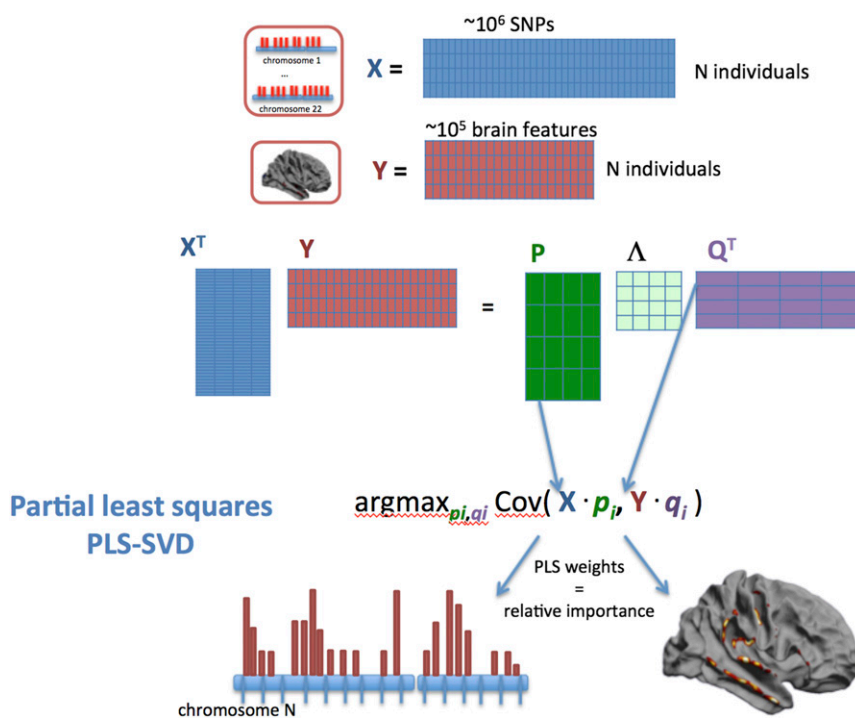 ~10⁶ SNPs
chromosome 1
...
chromosome 22
X =
N individuals
~10⁵ brain features
Y =
N individuals
Xᵀ
Y
=
P
Λ
Qᵀ
Partial least squares
PLS-SVD
argmax pi,qi Cov( X · pi, Y · qi )
PLS weights
=
relative importance
chromosome N